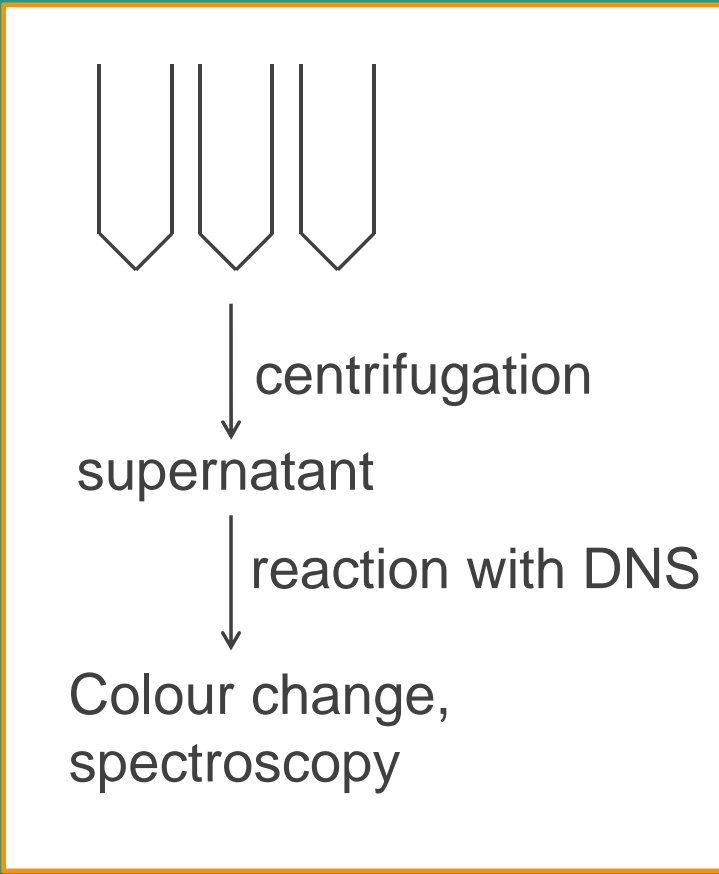 centrifugation
supernatant
reaction with DNS
Colour change,
spectroscopy